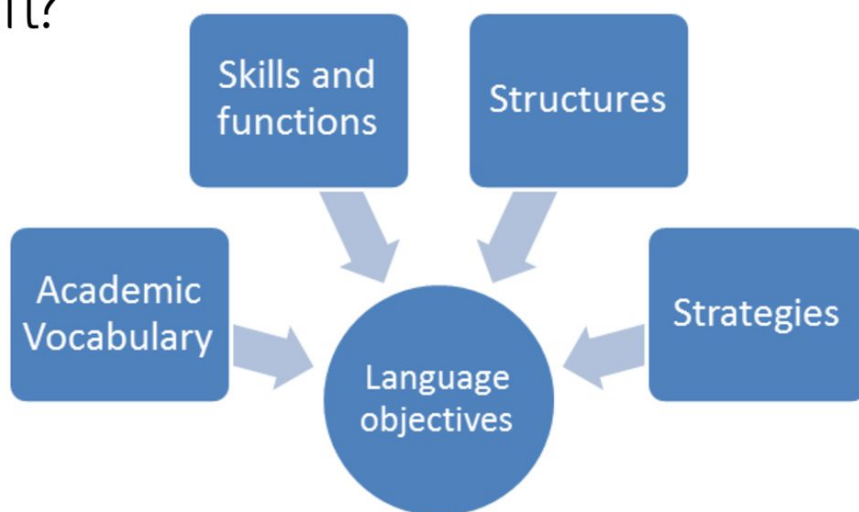 Skills and
functions
Structures
Academic
Vocabulary
Strategies
Language
objectives